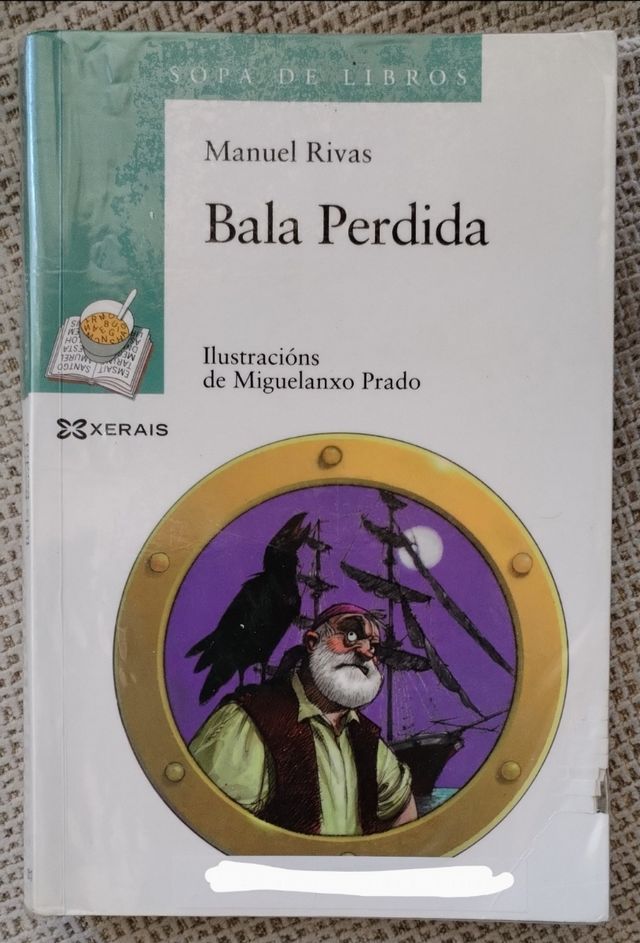 SOPA DE LIBROS
Manuel Rivas
Bala Perdida
Ilustracións
de Miguelanxo Prado
XERAIS